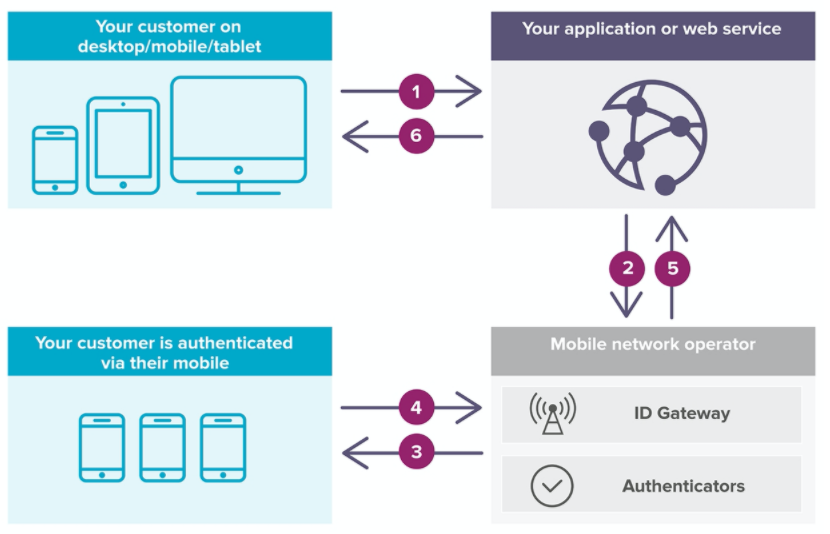 Your customer on
desktop/mobile/tablet
Your application or web service
1
6
2
5
Your customer is authenticated
via their mobile
Mobile network operator
4
3
ID Gateway
Authenticators